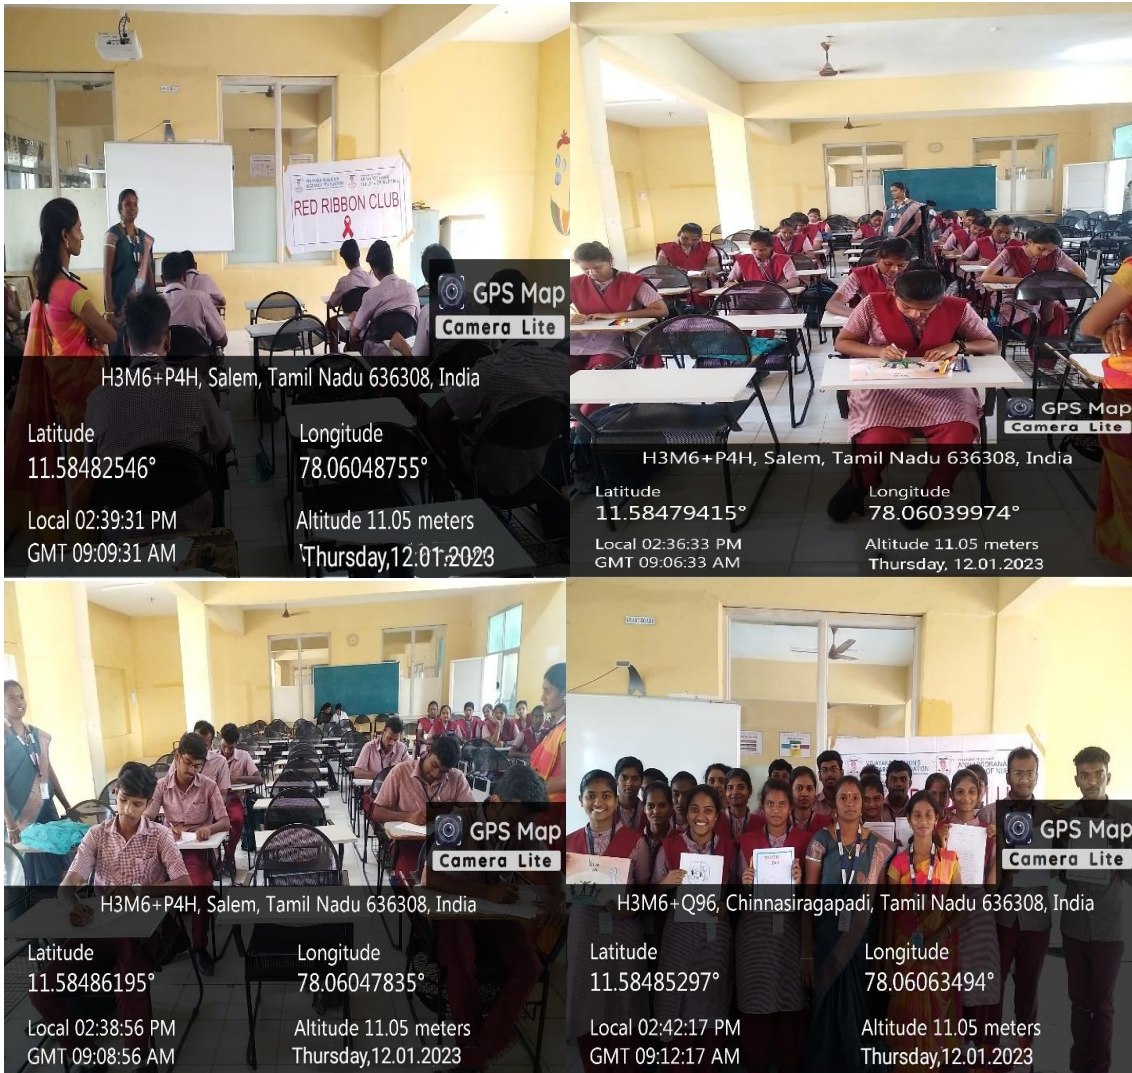 RED RIBBON CLUB
GPS Map
Camera Lite
H3M6+P4H, Salem, Tamil Nadu 636308, India
Latitude
11.58482546°
Longitude
78.06048755°
Local 02:39:31 PM
GMT 09:09:31 AM
Altitude 11.05 meters
Thursday,12.01.2023
GPS Map
Camera Lite
H3M6+P4H, Salem, Tamil Nadu 636308, India
Latitude
11.58479415°
Longitude
78.06039974°
Local 02:36:33 PM
GMT 09:06:33 AM
Altitude 11.05 meters
Thursday, 12.01.2023
GPS Map
Camera Lite
H3M6+P4H, Salem, Tamil Nadu 636308, India
Latitude
11.58486195°
Longitude
78.06047835°
Local 02:38:56 PM
GMT 09:08:56 AM
Altitude 11.05 meters
Thursday,12.01.2023
SMARTBOARD
GPS Map
Camera Lite
H3M6+Q96, Chinnasiragapadi, Tamil Nadu 636308, India
Latitude
11.58485297°
Longitude
78.06063494°
Local 02:42:17 PM
GMT 09:12:17 AM
Altitude 11.05 meters
Thursday,12.01.2023